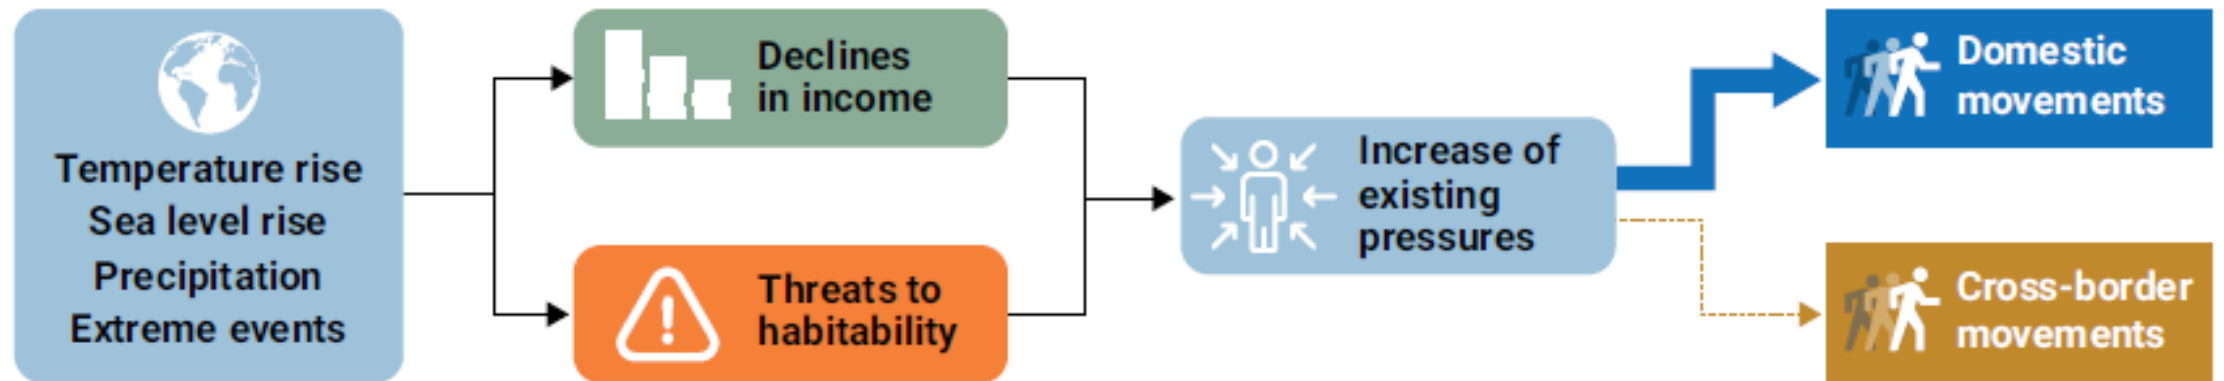 Temperature rise
Sea level rise
Precipitation
Extreme events
Declines
in income
Threats to
habitability
Increase of
existing
pressures
Domestic
movements
Cross-border
movements